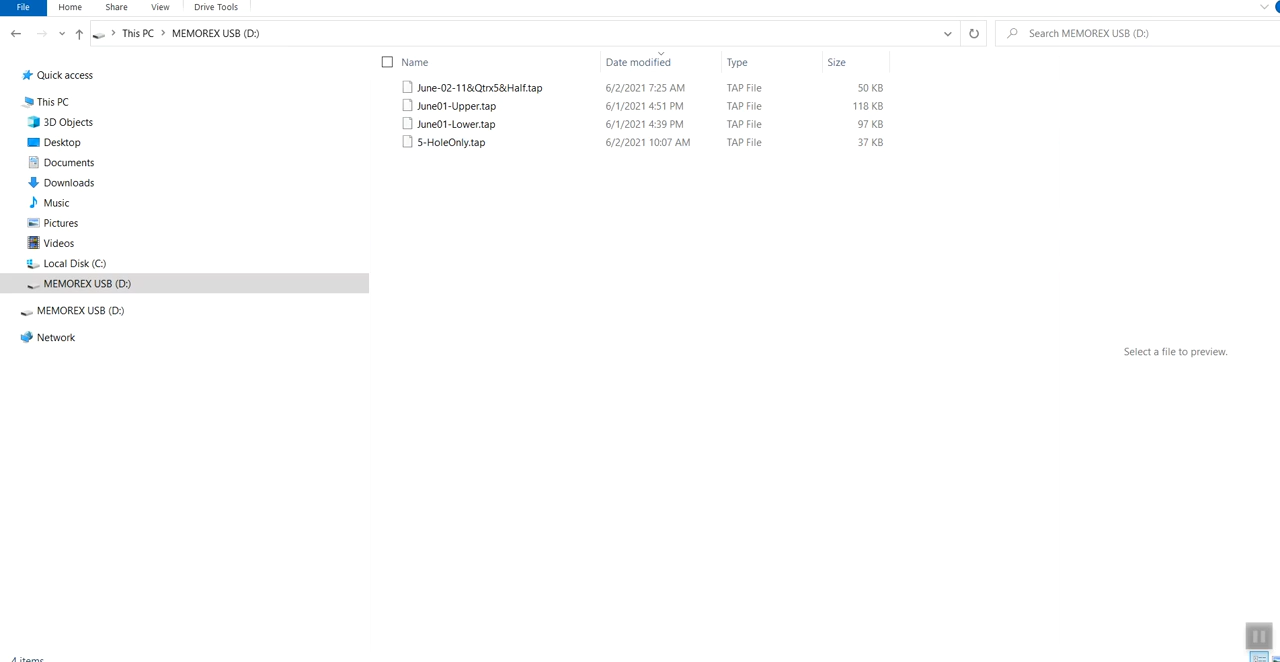 File Home Share View Drive Tools
This PC MEMOREX USB (D:) Search MEMOREX USB (D:)
Name Date modified Type Size
Quick access
This PC
3D Objects
Desktop
Documents
Downloads
Music
Pictures
Videos
Local Disk (C:)
MEMOREX USB (D:)
MEMOREX USB (D:)
Network
June-02-11&Qtrx5&Half.tap 6/2/2021 7:25 AM TAP File 50 KB
June01-Upper.tap 6/1/2021 4:51 PM TAP File 118 KB
June01-Lower.tap 6/1/2021 4:39 PM TAP File 97 KB
5-HoleOnly.tap 6/2/2021 10:07 AM TAP File 37 KB
Select a file to preview.
4 items